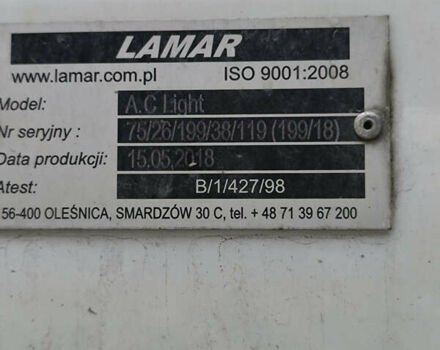 LAMAR
www.lamar.com.pl ISO 9001:2008
Model: A.C Light
Nr seryjny : 75/26/199/38/119 (199/18)
Data produkcji: 15.05.2018
Atest: B/1/427/98
56-400 OLEŚNICA, SMARDZÓW 30 C, tel. + 48 71 39 67 200